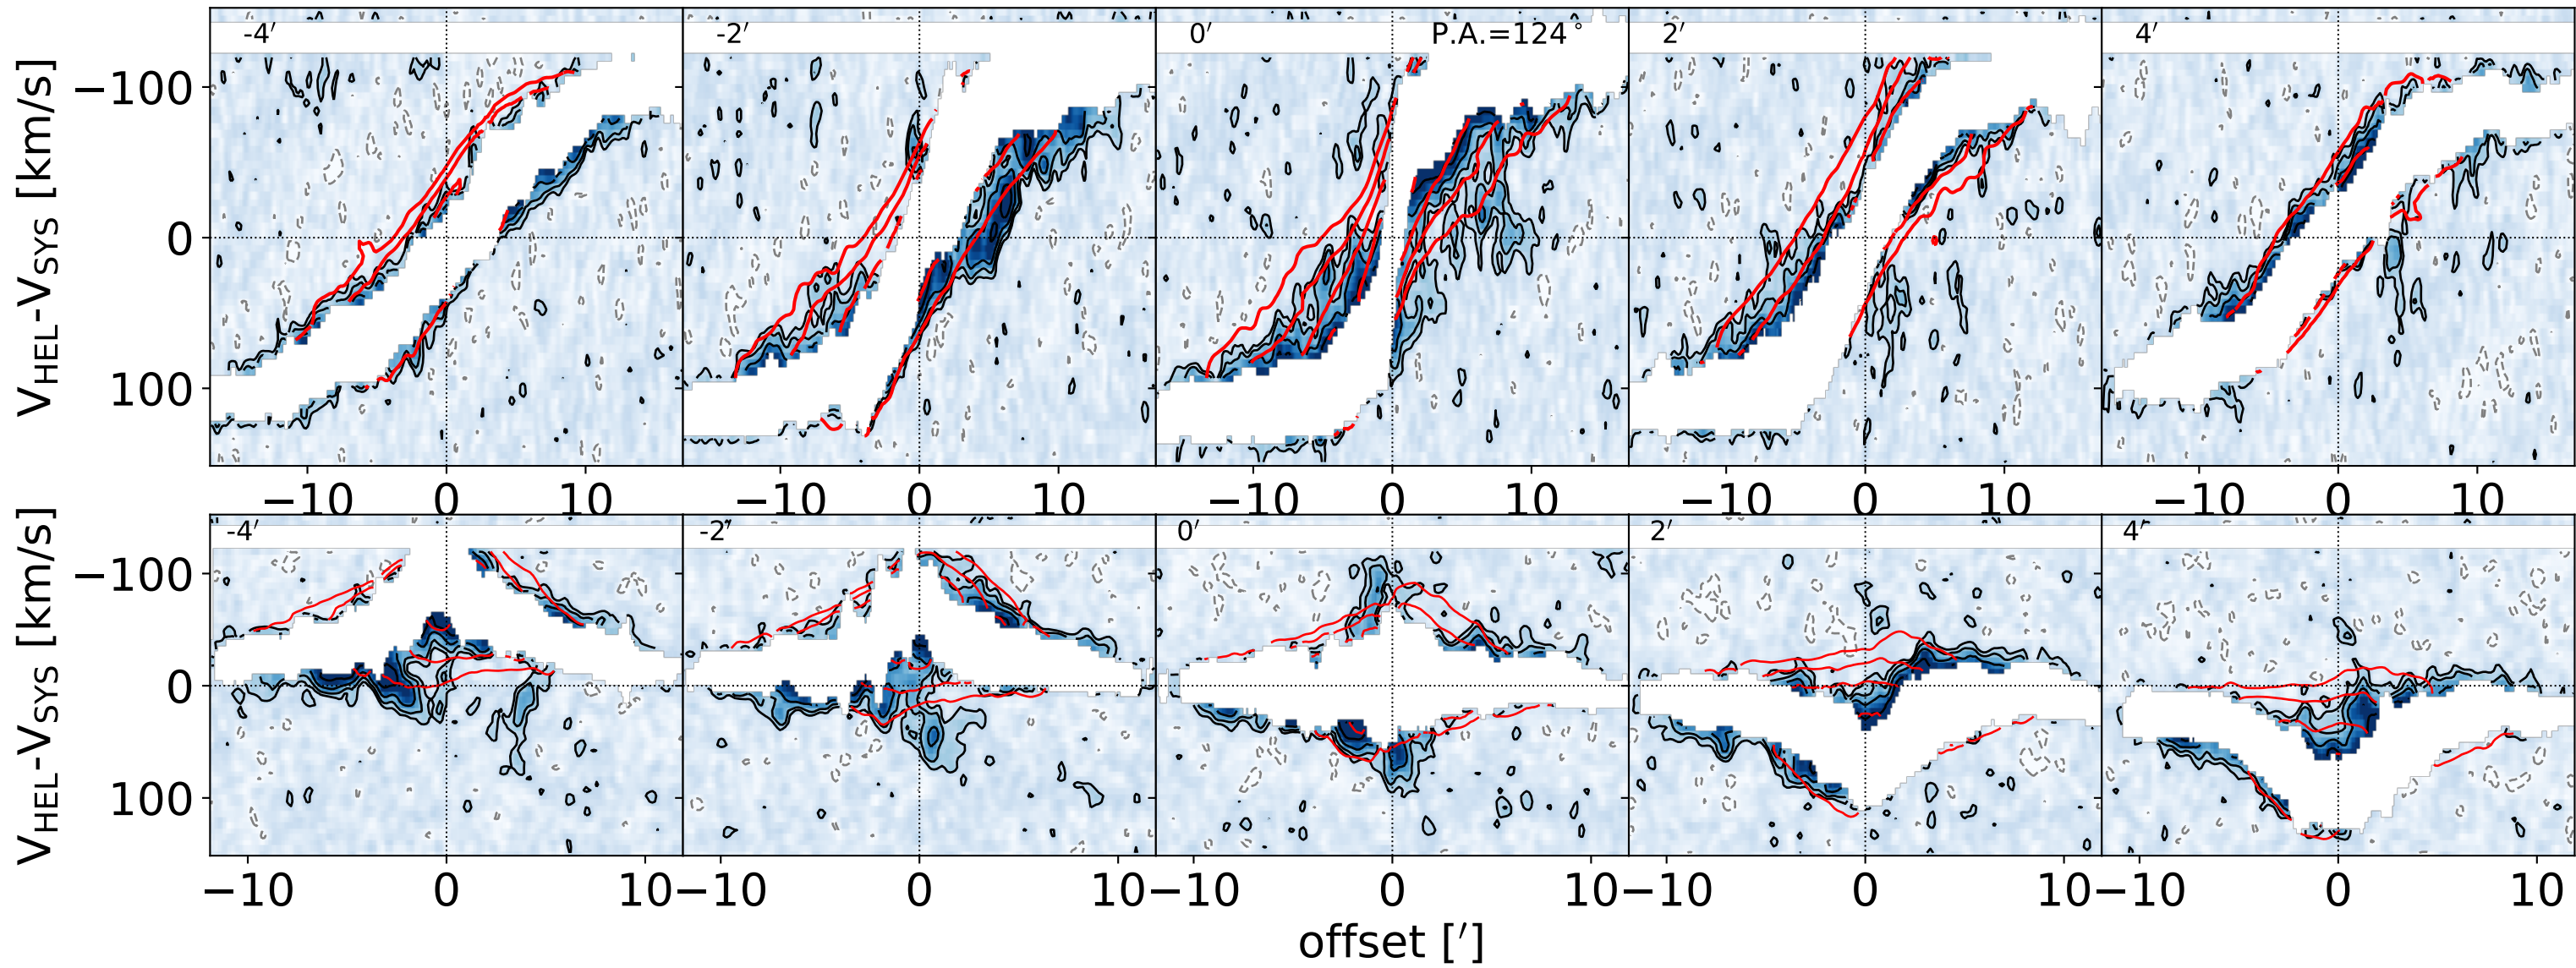 -4′ -2′ 0′ P.A.=124° 2′ 4′
−100
0
100
V_HEL-V_SYS [km/s]
−10 0 10 −10 0 10 −10 0 10 −10 0 10 −10 0 10
-4′ -2′ 0′ 2′ 4′
−100
0
100
V_HEL-V_SYS [km/s]
−10 0 10 −10 0 10 −10 0 10 −10 0 10 −10 0 10
offset [′]